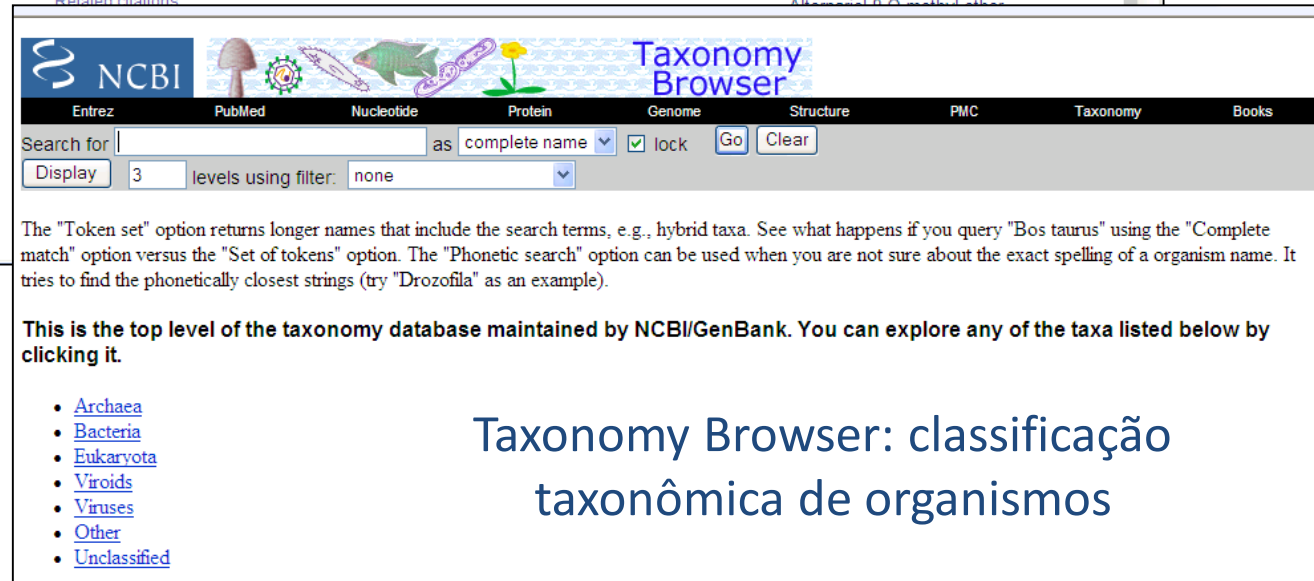 NCBI
Taxonomy
Browser
Entrez PubMed Nucleotide Protein Genome Structure PMC Taxonomy Books
Search for as complete name lock Go Clear
Display 3 levels using filter: none
The "Token set" option returns longer names that include the search terms, e.g., hybrid taxa. See what happens if you query "Bos taurus" using the "Complete
match" option versus the "Set of tokens" option. The "Phonetic search" option can be used when you are not sure about the exact spelling of a organism name. It
tries to find the phonetically closest strings (try "Drozofila" as an example).
This is the top level of the taxonomy database maintained by NCBI/GenBank. You can explore any of the taxa listed below by
clicking it.
Archaea
Bacteria
Eukaryota
Viroids
Viruses
Other
Unclassified
Taxonomy Browser: classificação
taxonômica de organismos